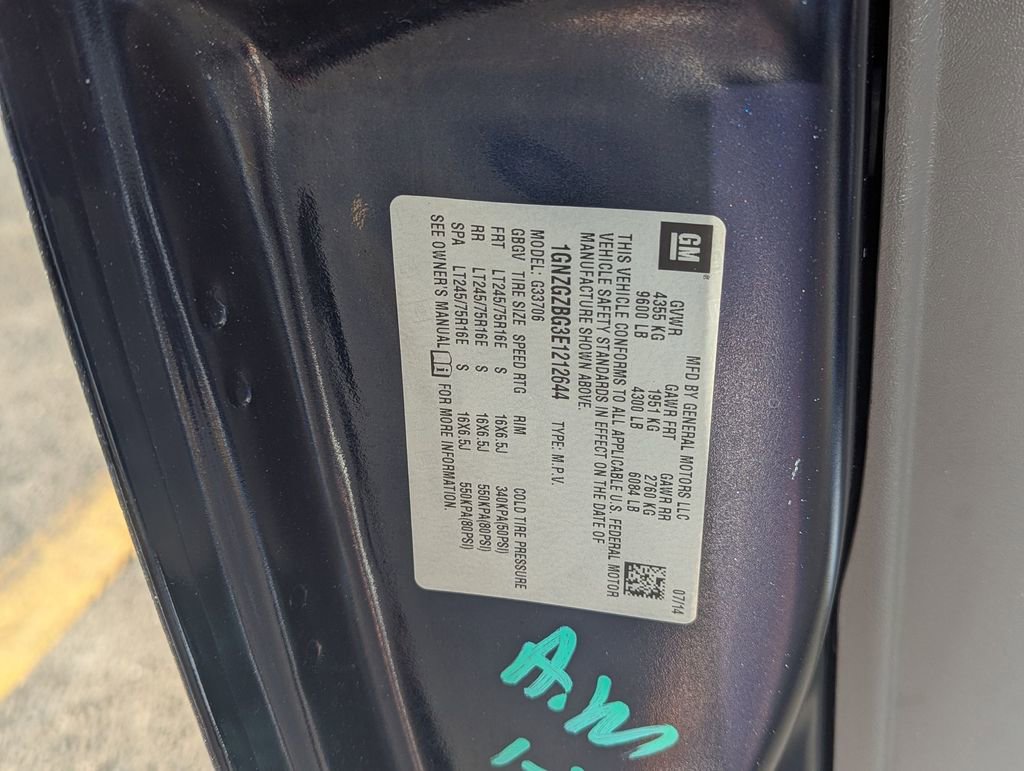 GM
MFD BY GENERAL MOTORS LLC 07/14
GVWR GAWR FRT GAWR RR
4355 KG 1951 KG 2760 KG
9600 LB 4300 LB 6084 LB
THIS VEHICLE CONFORMS TO ALL APPLICABLE U.S. FEDERAL MOTOR
VEHICLE SAFETY STANDARDS IN EFFECT ON THE DATE OF
MANUFACTURE SHOWN ABOVE.
1GNZGZBG3E1212644 TYPE: M.P.V.
MODEL: G33706
GBGV TIRE SIZE SPEED RTG RIM COLD TIRE PRESSURE
FRT LT245/75R16E S 16X6.5J 340KPA(50PSI)
RR LT245/75R16E S 16X6.5J 550KPA(80PSI)
SPA LT245/75R16E S 16X6.5J 550KPA(80PSI)
SEE OWNER'S MANUAL i FOR MORE INFORMATION.
A.M